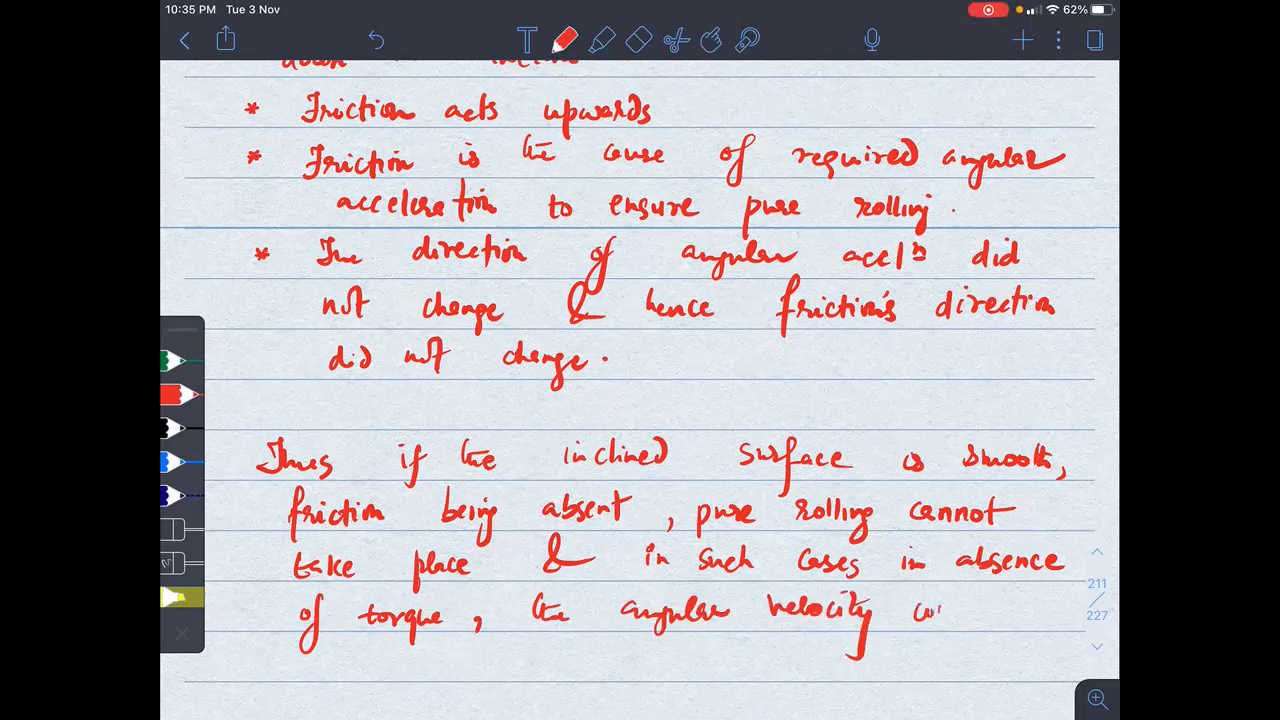 10:35 PM Tue 3 Nov 62%
* Friction acts upwards
* Friction is the cause of required angular
acceleration to ensure pure rolling.
* The direction of angular accln did
not change & hence friction's direction
did not change.
Thus if the inclined surface is smooth,
friction being absent, pure rolling cannot
take place & in such cases in absence
of torque, the angular velocity
211
227